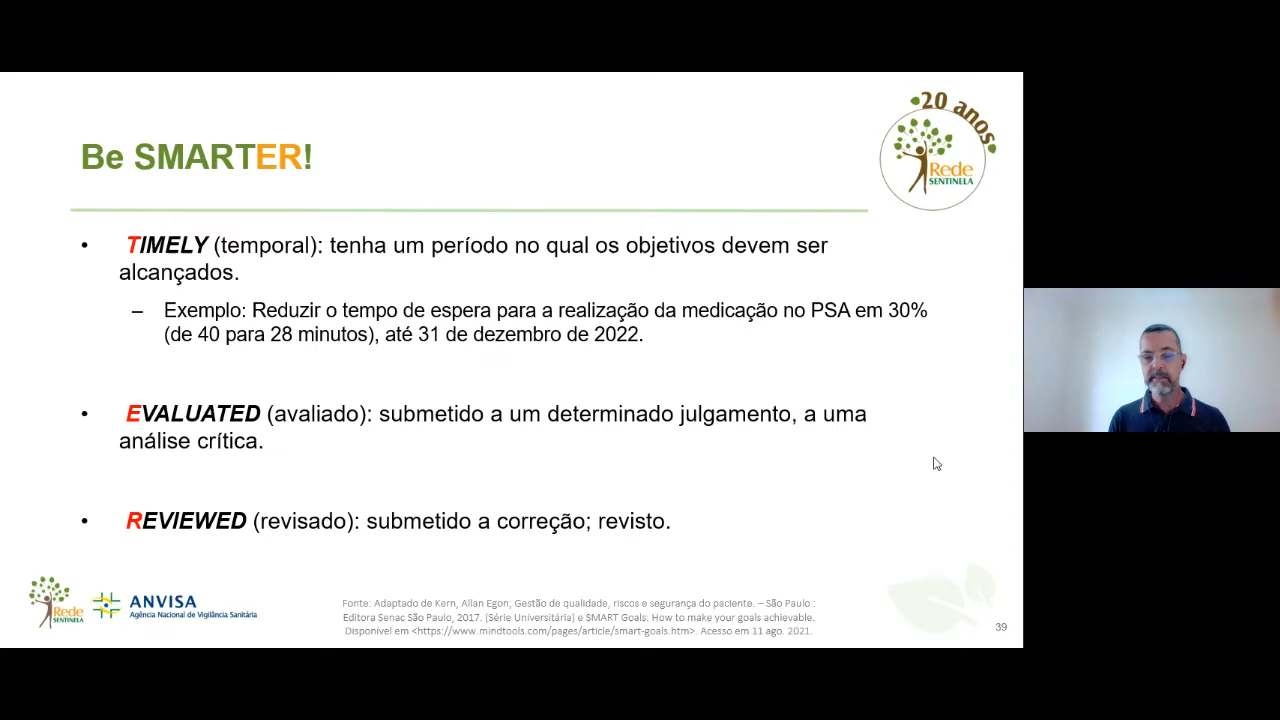 20 anos
Rede
SENTINELA
Be SMARTER!
• TIMELY (temporal): tenha um período no qual os objetivos devem ser
alcançados.
– Exemplo: Reduzir o tempo de espera para a realização da medicação no PSA em 30%
(de 40 para 28 minutos), até 31 de dezembro de 2022.
• EVALUATED (avaliado): submetido a um determinado julgamento, a uma
análise crítica.
• REVIEWED (revisado): submetido a correção; revisto.
Rede
SENTINELA
ANVISA
Agência Nacional de Vigilância Sanitária
Fonte: Adaptado de Kern, Allan Egon; Gestão de qualidade, riscos e segurança do paciente. – São Paulo :
Editora Senac São Paulo, 2017. (Série Universitária) e SMART Goals: How to make your goals achievable.
Disponível em <https://www.mindtools.com/pages/article/smart-goals.htm>. Acesso em 11 ago. 2021.
39